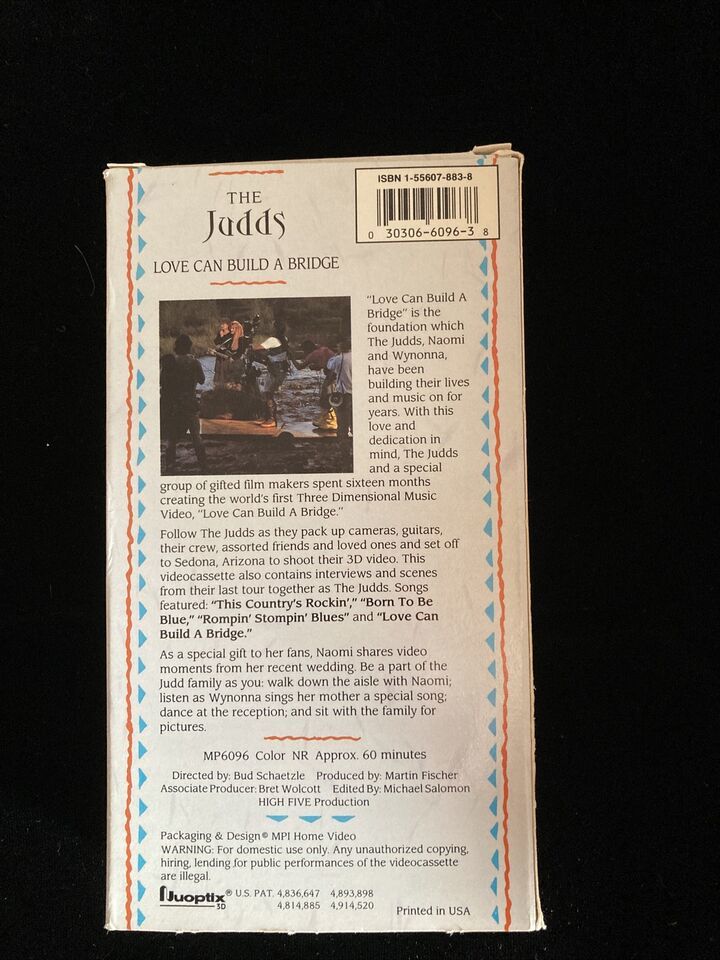 ISBN 1-55607-883-8
0 30306-6096-3 8
THE
Judds
LOVE CAN BUILD A BRIDGE
"Love Can Build A
Bridge" is the
foundation which
The Judds, Naomi
and Wynonna,
have been
building their lives
and music on for
years. With this
love and
dedication in
mind, The Judds
and a special
group of gifted film makers spent sixteen months
creating the world's first Three Dimensional Music
Video, "Love Can Build A Bridge."
Follow The Judds as they pack up cameras, guitars,
their crew, assorted friends and loved ones and set off
to Sedona, Arizona to shoot their 3D video. This
videocassette also contains interviews and scenes
from their last tour together as The Judds. Songs
featured: "This Country's Rockin'," "Born To Be
Blue," "Rompin' Stompin' Blues" and "Love Can
Build A Bridge."
As a special gift to her fans, Naomi shares video
moments from her recent wedding. Be a part of the
Judd family as you: walk down the aisle with Naomi;
listen as Wynonna sings her mother a special song;
dance at the reception; and sit with the family for
pictures.
MP6096 Color NR Approx. 60 minutes
Directed by: Bud Schaetzle Produced by: Martin Fischer
Associate Producer: Bret Wolcott Edited By: Michael Salomon
HIGH FIVE Production
Packaging & Design © MPI Home Video
WARNING: For domestic use only. Any unauthorized copying,
hiring, lending for public performances of the videocassette
are illegal.
Nuoptix® U.S. PAT. 4,836,647 4,893,898
3D 4,814,885 4,914,520
Printed in USA